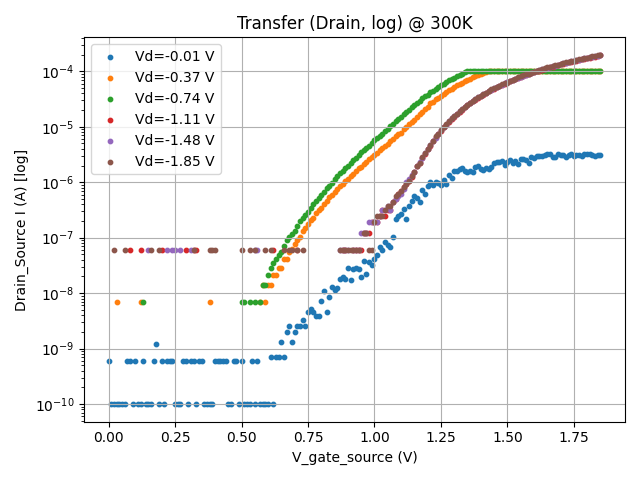 Transfer (Drain, log) @ 300K
Vd=-0.01 V
Vd=-0.37 V
Vd=-0.74 V
Vd=-1.11 V
Vd=-1.48 V
Vd=-1.85 V
Drain_Source I (A) [log]
10⁻⁴
10⁻⁵
10⁻⁶
10⁻⁷
10⁻⁸
10⁻⁹
10⁻¹⁰
0.00 0.25 0.50 0.75 1.00 1.25 1.50 1.75
V_gate_source (V)